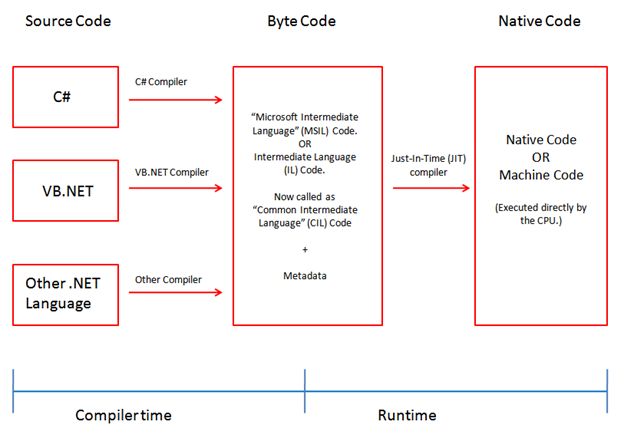 Source Code
Byte Code
Native Code
C#
C# Compiler
VB.NET
VB.NET Compiler
Other .NET
Language
Other Compiler
“Microsoft Intermediate
Language” (MSIL) Code.
OR
Intermediate Language
(IL) Code.
Now called as
“Common Intermediate
Language” (CIL) Code
+
Metadata
Just-In-Time (JIT)
compiler
Native Code
OR
Machine Code
(Executed directly by
the CPU.)
Compiler time
Runtime